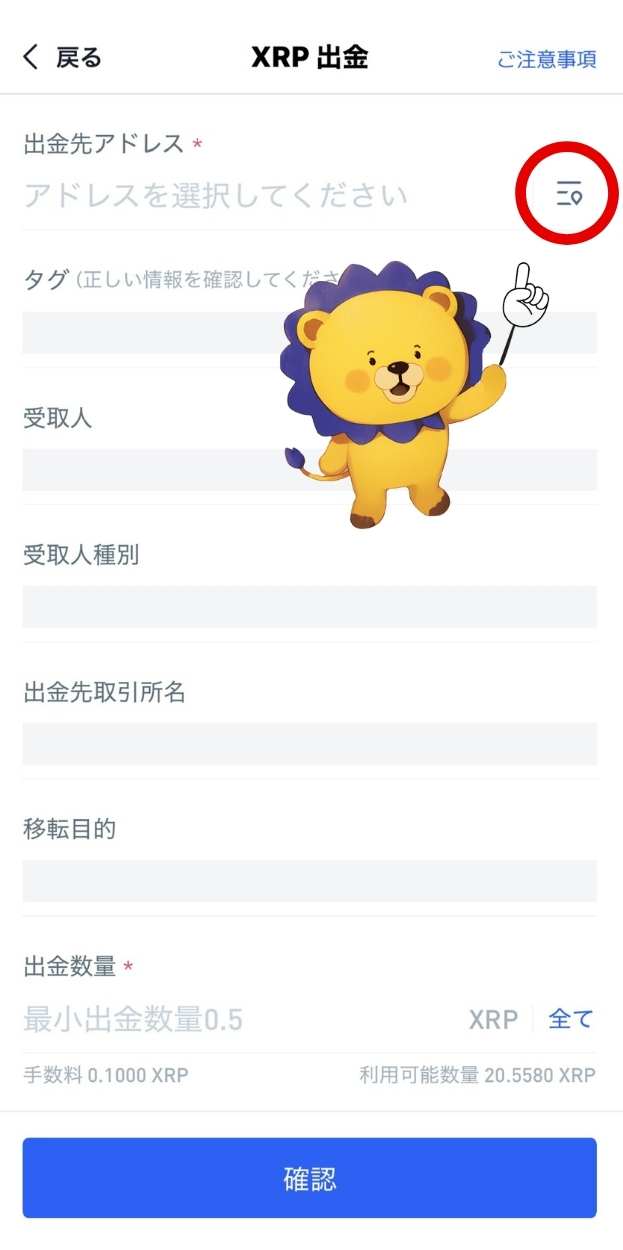 戻る
XRP 出金
ご注意事項
出金先アドレス *
アドレスを選択してください
タグ (正しい情報を確認してくださ
受取人
受取人種別
出金先取引所名
移転目的
出金数量 *
最小出金数量0.5
XRP
全て
手数料 0.1000 XRP
利用可能数量 20.5580 XRP
確認